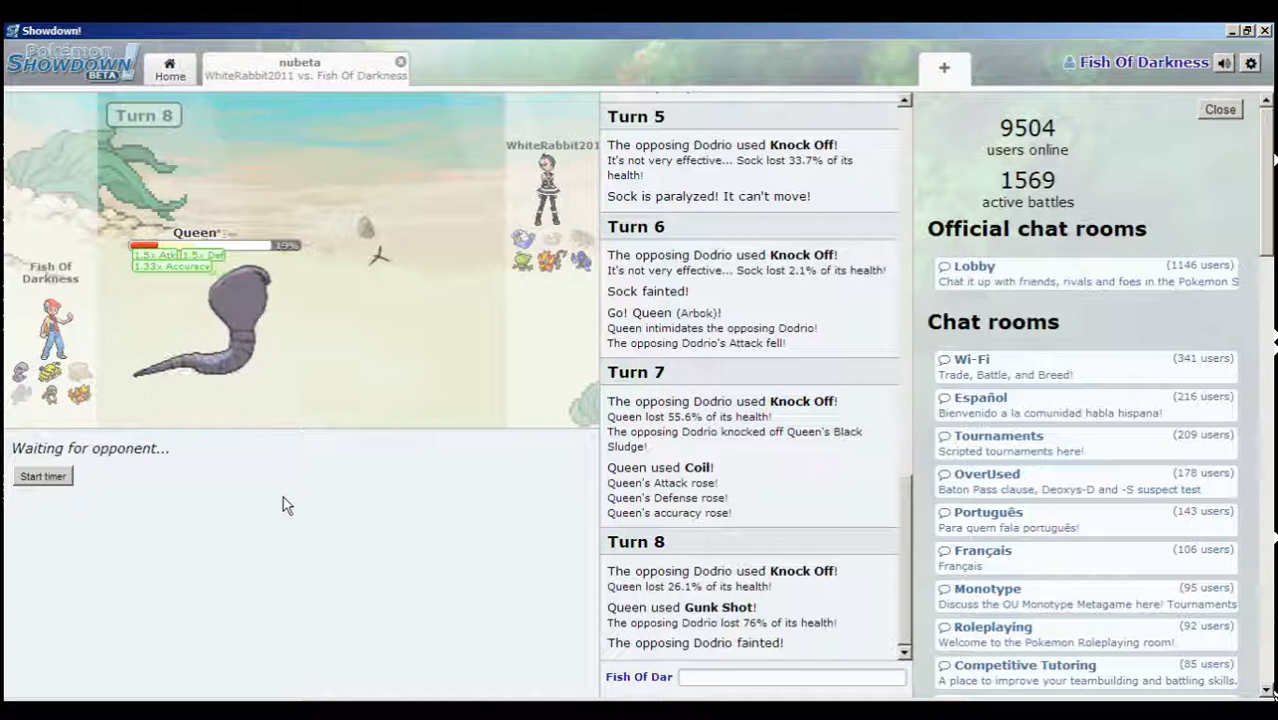 Showdown!
Pokémon
SHOWDOWN!
BETA
Home
nubeta
WhiteRabbit2011 vs. Fish Of Darkness
+
Fish Of Darkness
Turn 8
WhiteRabbit201
Queen
19%
1.5x Atk 1.5x Def
1.33x Accuracy
Fish Of
Darkness
Waiting for opponent...
Start timer
Turn 5
The opposing Dodrio used Knock Off!
It's not very effective... Sock lost 33.7% of its
health!
Sock is paralyzed! It can't move!
Turn 6
The opposing Dodrio used Knock Off!
It's not very effective... Sock lost 2.1% of its health!
Sock fainted!
Go! Queen (Arbok)!
Queen intimidates the opposing Dodrio!
The opposing Dodrio's Attack fell!
Turn 7
The opposing Dodrio used Knock Off!
Queen lost 55.6% of its health!
The opposing Dodrio knocked off Queen's Black
Sludge!
Queen used Coil!
Queen's Attack rose!
Queen's Defense rose!
Queen's accuracy rose!
Turn 8
The opposing Dodrio used Knock Off!
Queen lost 26.1% of its health!
Queen used Gunk Shot!
The opposing Dodrio lost 76% of its health!
The opposing Dodrio fainted!
Fish Of Dar
Close
9504
users online
1569
active battles
Official chat rooms
Lobby (1146 users)
Chat it up with friends, rivals and foes in the Pokemon S
Chat rooms
Wi-Fi (341 users)
Trade, Battle, and Breed!
Español (216 users)
Bienvenido a la comunidad habla hispana!
Tournaments (209 users)
Scripted tournaments here!
OverUsed (178 users)
Baton Pass clause, Deoxys-D and -S suspect test
Português (143 users)
Para quem fala português!
Français (106 users)
Français
Monotype (95 users)
Discuss the OU Monotype Metagame here! Tournaments
Roleplaying (92 users)
Welcome to the Pokemon Roleplaying room!
Competitive Tutoring (85 users)
A place to improve your teambuilding and battling skills.